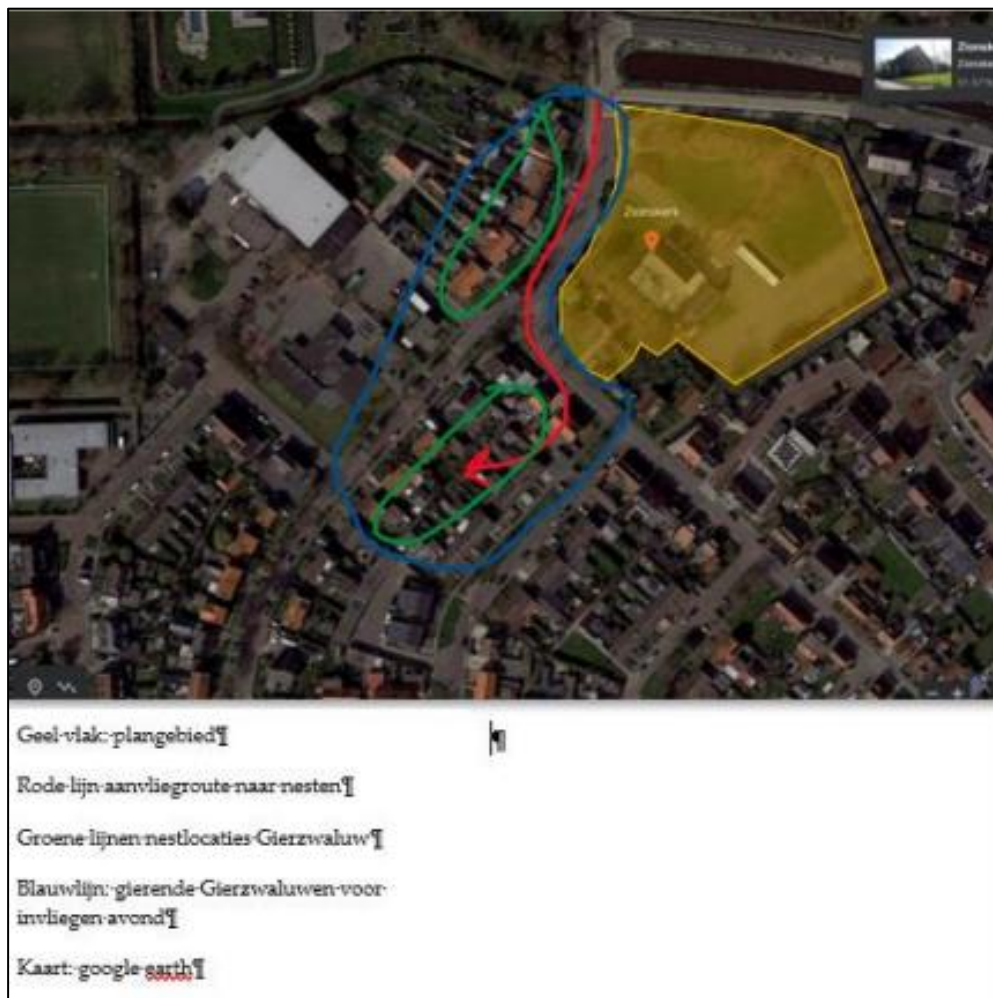 Zionskerk
Geel vlak: plangebied¶
¶
Rode lijn aanvliegroute naar nesten¶
Groene lijnen nestlocaties Gierzwaluw¶
Blauwlijn: gierende Gierzwaluwen voor
invliegen avond¶
Kaart: google earth¶